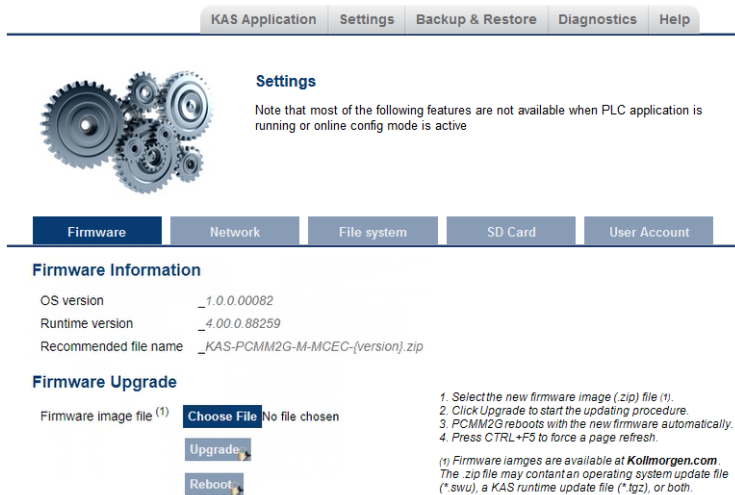 KAS Application Settings Backup & Restore Diagnostics Help
Settings
Note that most of the following features are not available when PLC application is
running or online config mode is active
Firmware Network File system SD Card User Account
Firmware Information
OS version _1.0.0.00082
Runtime version _4.00.0.88259
Recommended file name _KAS-PCMM2G-M-MCEC-{version}.zip
Firmware Upgrade
Firmware image file (1) Choose File No file chosen
Upgrade
Reboot
1. Select the new firmware image (.zip) file (1).
2. Click Upgrade to start the updating procedure.
3. PCMM2G reboots with the new firmware automatically.
4. Press CTRL+F5 to force a page refresh.
(1) Firmware iamges are available at Kollmorgen.com.
The .zip file may contant an operating system update file
(*.swu), a KAS runtime update file (*.tgz), or both.